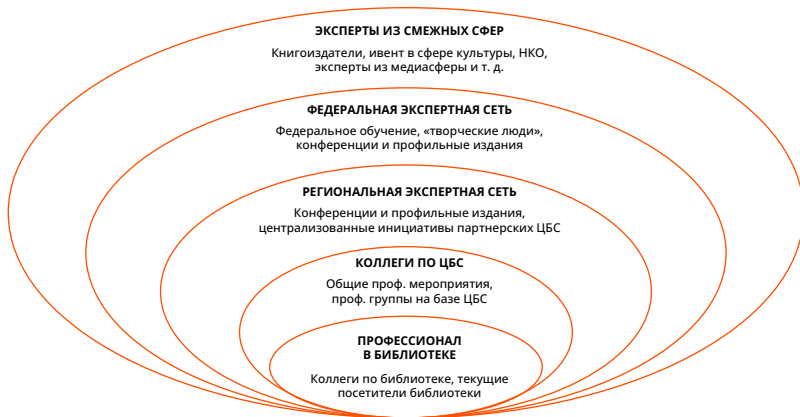 ЭКСПЕРТЫ ИЗ СМЕЖНЫХ СФЕР
Книгоиздатели, ивент в сфере культуры, НКО,
эксперты из медиасферы и т. д.
ФЕДЕРАЛЬНАЯ ЭКСПЕРТНАЯ СЕТЬ
Федеральное обучение, «творческие люди»,
конференции и профильные издания
РЕГИОНАЛЬНАЯ ЭКСПЕРТНАЯ СЕТЬ
Конференции и профильные издания,
централизованные инициативы партнерских ЦБС
КОЛЛЕГИ ПО ЦБС
Общие проф. мероприятия,
проф. группы на базе ЦБС
ПРОФЕССИОНАЛ
В БИБЛИОТЕКЕ
Коллеги по библиотеке, текущие
посетители библиотеки